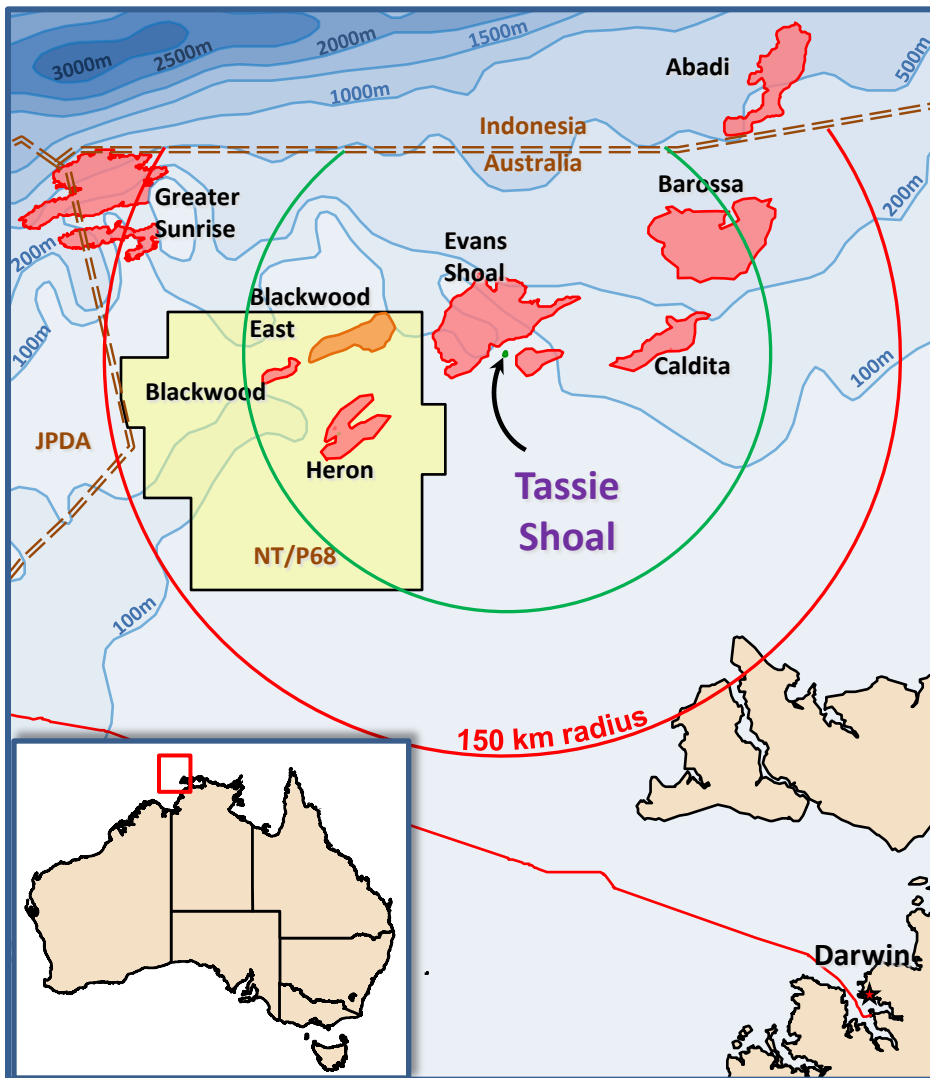 3000m
2500m
2000m
1500m
1000m
500m
Abadi
Indonesia
Australia
Greater
Sunrise
Barossa
200m
200m
Evans
Shoal
Blackwood
East
100m
Blackwood
Caldita
100m
JPDA
Heron
Tassie
Shoal
NT/P68
100m
150 km radius
Darwin